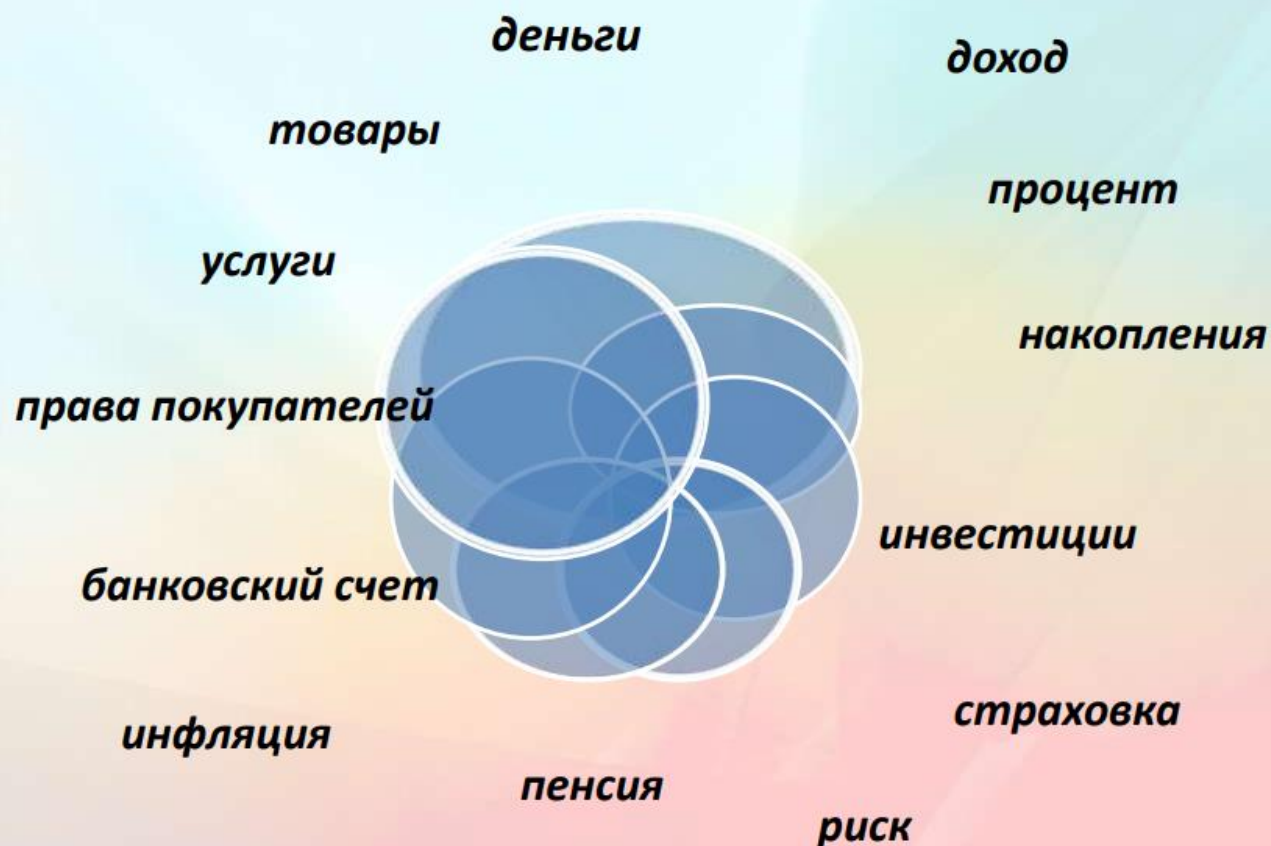 деньги
доход
товары
процент
услуги
накопления
права покупателей
инвестиции
банковский счет
страховка
инфляция
пенсия
риск